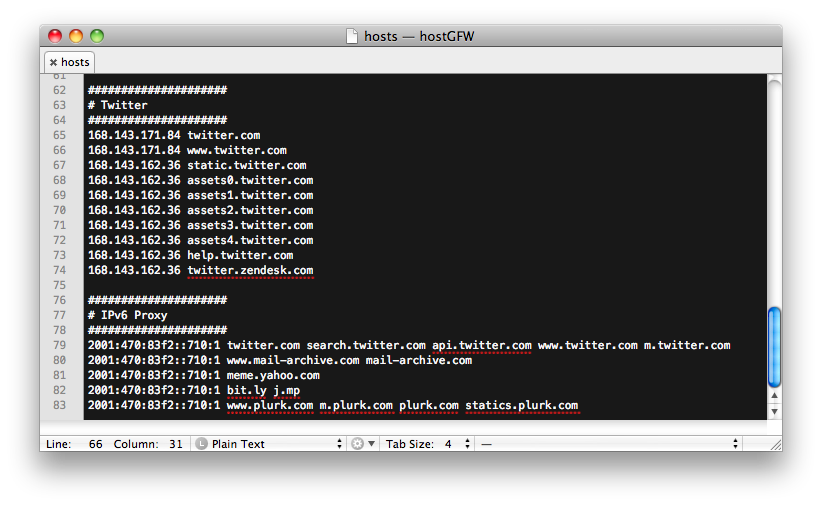 hosts — hostGFW
hosts
61
62 #####################
63 # Twitter
64 #####################
65 168.143.171.84 twitter.com
66 168.143.171.84 www.twitter.com
67 168.143.162.36 static.twitter.com
68 168.143.162.36 assets0.twitter.com
69 168.143.162.36 assets1.twitter.com
70 168.143.162.36 assets2.twitter.com
71 168.143.162.36 assets3.twitter.com
72 168.143.162.36 assets4.twitter.com
73 168.143.162.36 help.twitter.com
74 168.143.162.36 twitter.zendesk.com
75
76 #####################
77 # IPv6 Proxy
78 #####################
79 2001:470:83f2::710:1 twitter.com search.twitter.com api.twitter.com www.twitter.com m.twitter.com
80 2001:470:83f2::710:1 www.mail-archive.com mail-archive.com
81 2001:470:83f2::710:1 meme.yahoo.com
82 2001:470:83f2::710:1 bit.ly j.mp
83 2001:470:83f2::710:1 www.plurk.com m.plurk.com plurk.com statics.plurk.com
Line: 66 Column: 31 L Plain Text Tab Size: 4 —